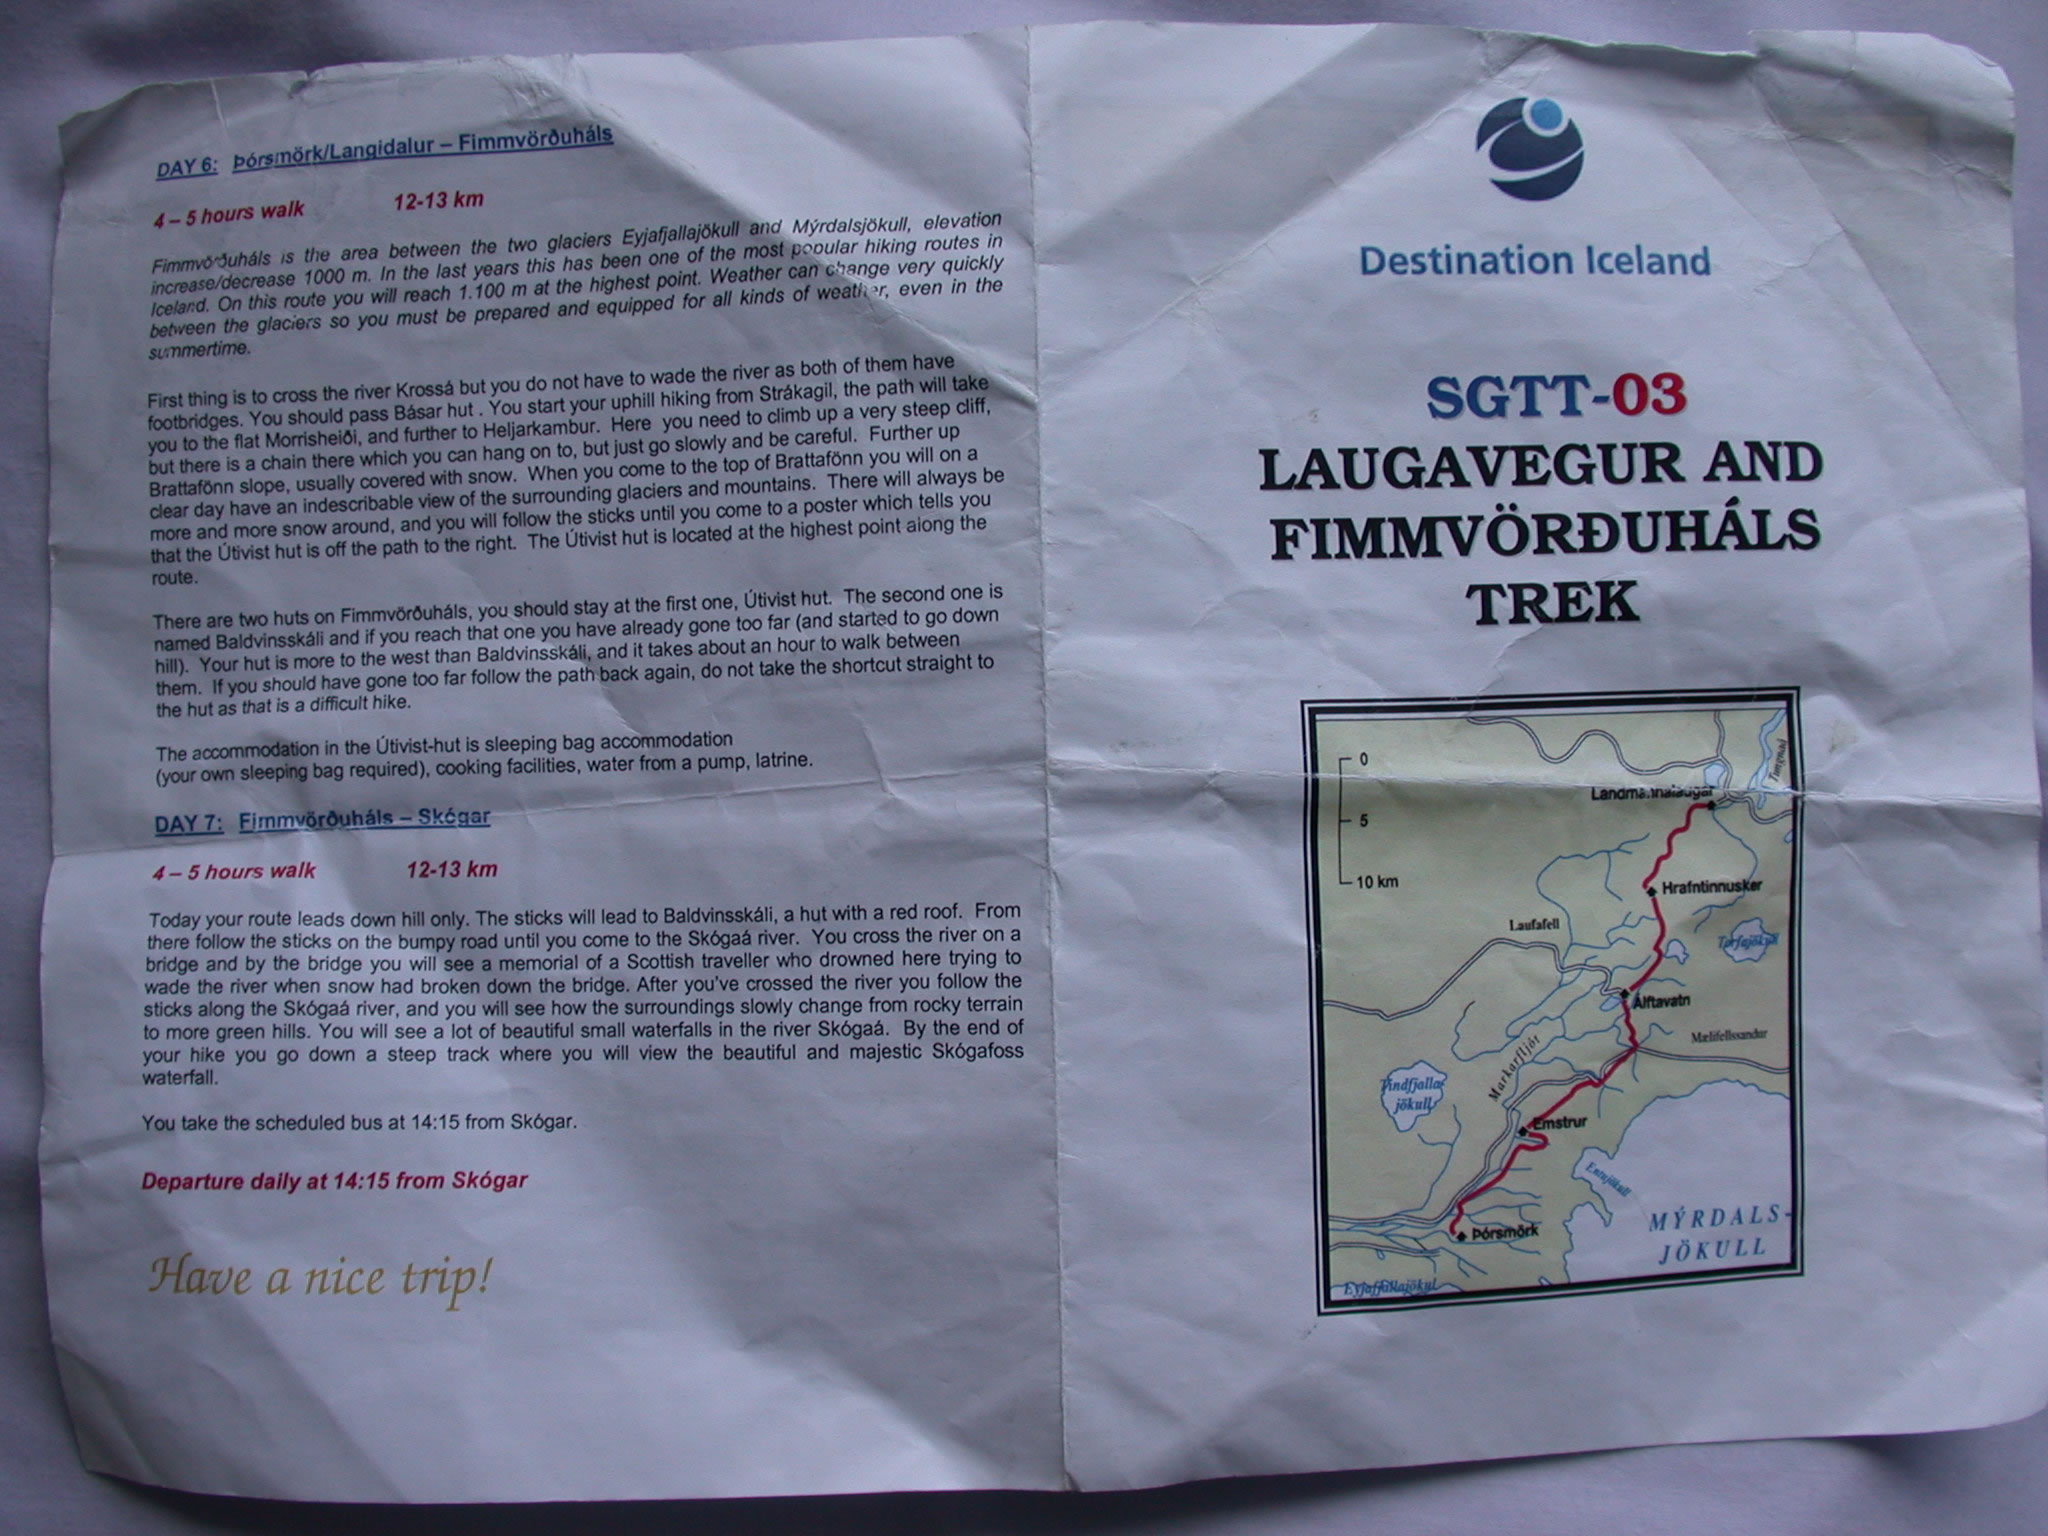 DAY 6: Þórsmörk/Langidalur – Fimmvörðuháls
4 – 5 hours walk 12-13 km
Fimmvörðuháls is the area between the two glaciers Eyjafjallajökull and Mýrdalsjökull, elevation
increase/decrease 1000 m. In the last years this has been one of the most popular hiking routes in
Iceland. On this route you will reach 1.100 m at the highest point. Weather can change very quickly
between the glaciers so you must be prepared and equipped for all kinds of weather, even in the
summertime.
First thing is to cross the river Krossá but you do not have to wade the river as both of them have
footbridges. You should pass Básar hut . You start your uphill hiking from Strákagil, the path will take
you to the flat Morrisheiði, and further to Heljarkambur. Here you need to climb up a very steep cliff,
but there is a chain there which you can hang on to, but just go slowly and be careful. Further up
Brattafönn slope, usually covered with snow. When you come to the top of Brattafönn you will on a
clear day have an indescribable view of the surrounding glaciers and mountains. There will always be
more and more snow around, and you will follow the sticks until you come to a poster which tells you
that the Útivist hut is off the path to the right. The Útivist hut is located at the highest point along the
route.
There are two huts on Fimmvörðuháls, you should stay at the first one, Útivist hut. The second one is
named Baldvinsskáli and if you reach that one you have already gone too far (and started to go down
hill). Your hut is more to the west than Baldvinsskáli, and it takes about an hour to walk between
them. If you should have gone too far follow the path back again, do not take the shortcut straight to
the hut as that is a difficult hike.
The accommodation in the Útivist-hut is sleeping bag accommodation
(your own sleeping bag required), cooking facilities, water from a pump, latrine.
DAY 7: Fimmvörðuháls – Skógar
4 – 5 hours walk 12-13 km
Today your route leads down hill only. The sticks will lead to Baldvinsskáli, a hut with a red roof. From
there follow the sticks on the bumpy road until you come to the Skógaá river. You cross the river on a
bridge and by the bridge you will see a memorial of a Scottish traveller who drowned here trying to
wade the river when snow had broken down the bridge. After you've crossed the river you follow the
sticks along the Skógaá river, and you will see how the surroundings slowly change from rocky terrain
to more green hills. You will see a lot of beautiful small waterfalls in the river Skógaá. By the end of
your hike you go down a steep track where you will view the beautiful and majestic Skógafoss
waterfall.
You take the scheduled bus at 14:15 from Skógar.
Departure daily at 14:15 from Skógar
Have a nice trip!
Destination Iceland
SGTT-03
LAUGAVEGUR AND
FIMMVÖRÐUHÁLS
TREK
0
5
10 km
Landmannalaugar
Hrafntinnusker
Laufafell
Torfajökull
Álftavatn
Mælifellssandur
Markarfljót
Tindfjalla
jökull
Emstrur
Entujökull
MÝRDALS-
JÖKULL
Þórsmörk
Eyjafjallajökul